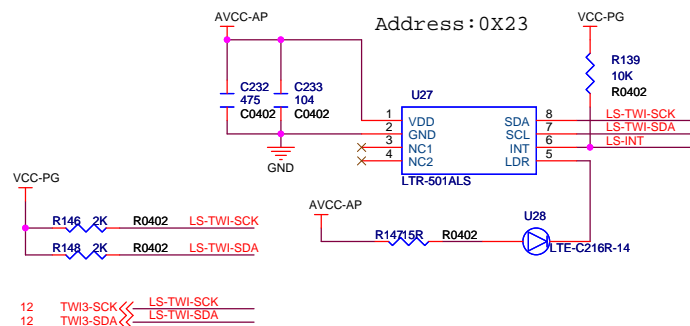 AVCC-AP
Address:0X23
VCC-PG
C232
475
C0402
C233
104
C0402
R139
10K
R0402
U27
1 VDD
2 GND
3 NC1
4 NC2
SDA 8 LS-TWI-SCK
SCL 7 LS-TWI-SDA
INT 6 LS-INT
LDR 5
LTR-501ALS
GND
VCC-PG
R146 2K R0402 LS-TWI-SCK
R148 2K R0402 LS-TWI-SDA
AVCC-AP
R147 15R R0402
U28
LTE-C216R-14
12 TWI3-SCK LS-TWI-SCK
12 TWI3-SDA LS-TWI-SDA